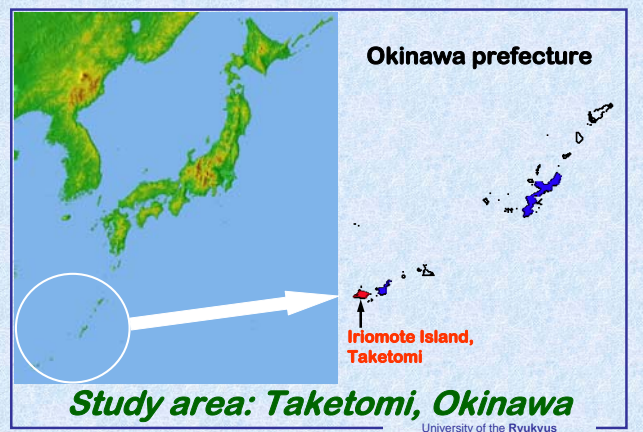 Okinawa prefecture
Iriomote Island,
Taketomi
Study area: Taketomi, Okinawa
University of the Ryukyus